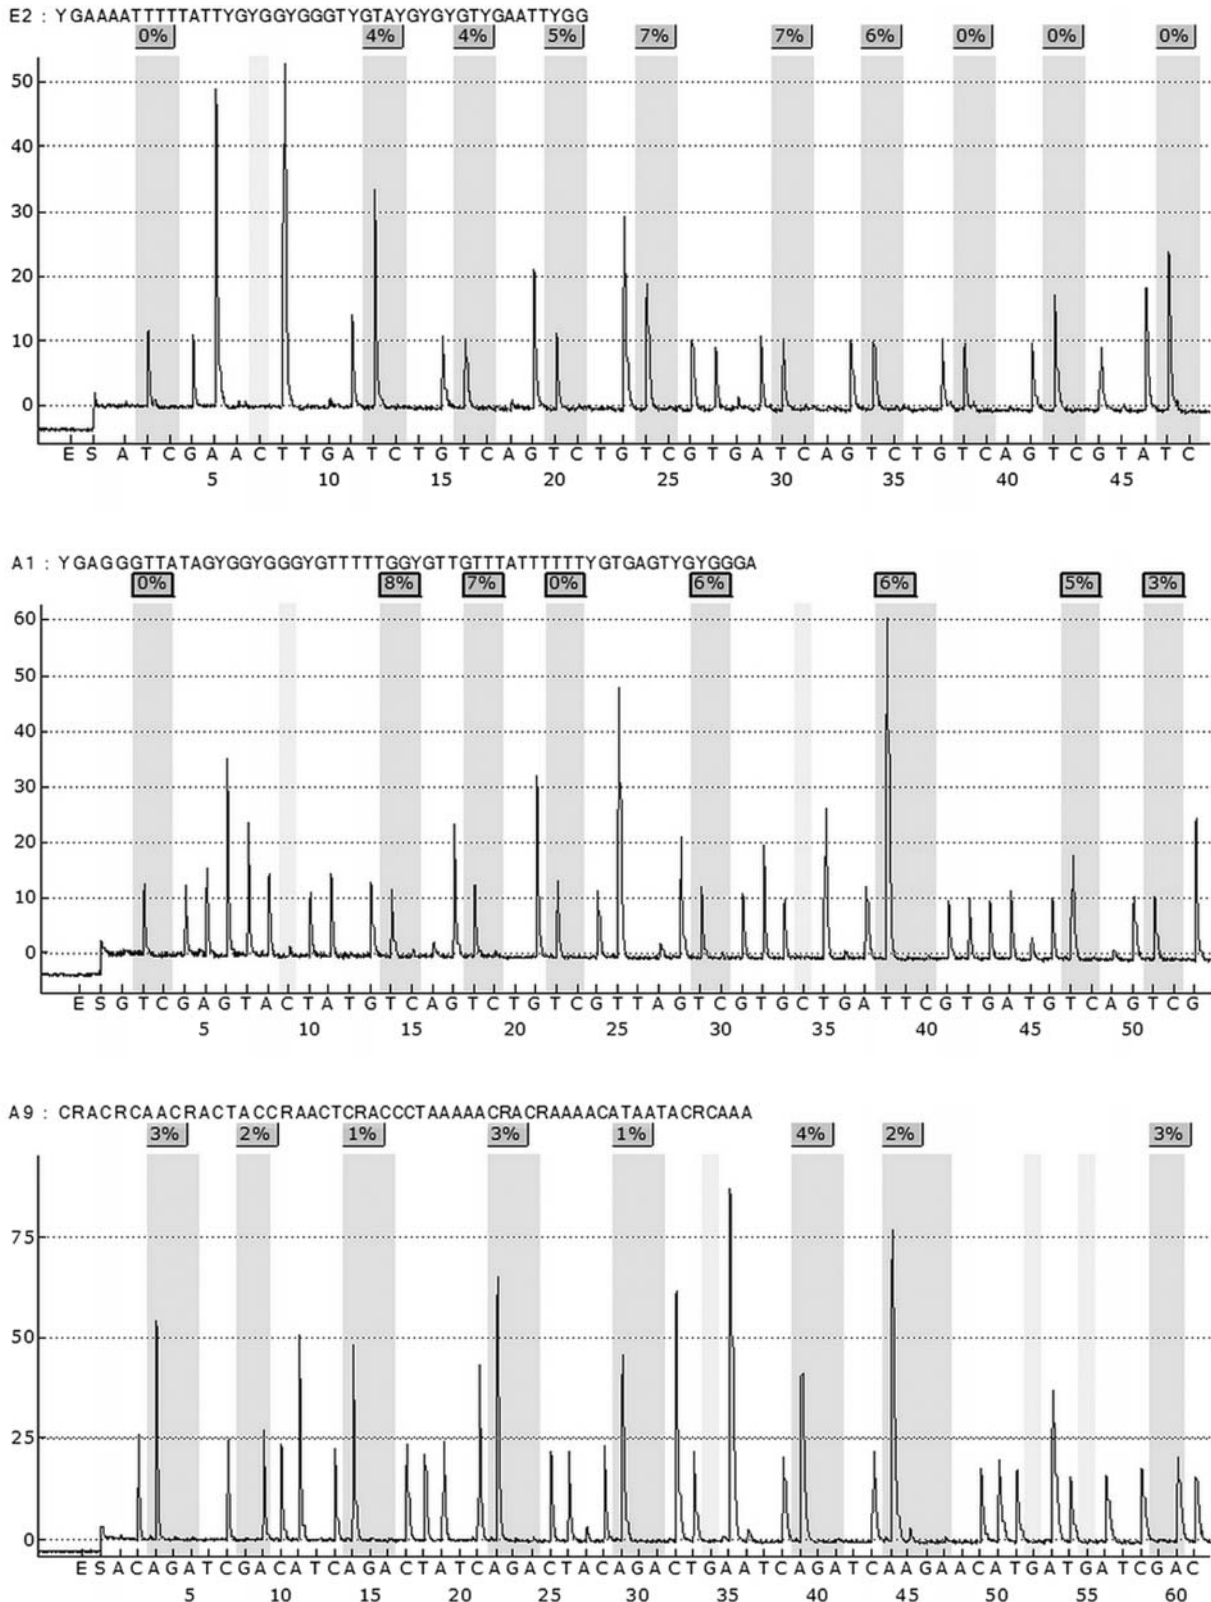 E2 : YGAAAATTTTTATTYGYGGYGGGTYGTAYGYGYGTYGAATTYGG
0% 4% 4% 5% 7% 7% 6% 0% 0% 0%
50
40
30
20
10
0
E S A T C G A A C T T G A T C T G T C A G T C T G T C G T G A T C A G T C T G T C A G T C G T A T C
5 10 15 20 25 30 35 40 45
A1 : YGAGGGTTATAGYGGYGGGYGTTTTTGGYGTTGTTTATTTTTTYGTGAGTYGYGGGA
0% 8% 7% 0% 6% 6% 5% 3%
60
50
40
30
20
10
0
E S G T C G A G T A C T A T G T C A G T C T G T C G T T A G T C G T G C T G A T T C G T G A T G T C A G T C G
5 10 15 20 25 30 35 40 45 50
A9 : CRACRCAACRACTACCRAACTCRACCCTAAAAACRACRAAAACATAATACRCAAA
3% 2% 1% 3% 1% 4% 2% 3%
75
50
25
0
E S A C A G A T C G A C A T C A G A C T A T C A G A C T A C A G A C T G A A T C A G A T C A A G A A C A T G A T G A T C G A C
5 10 15 20 25 30 35 40 45 50 55 60